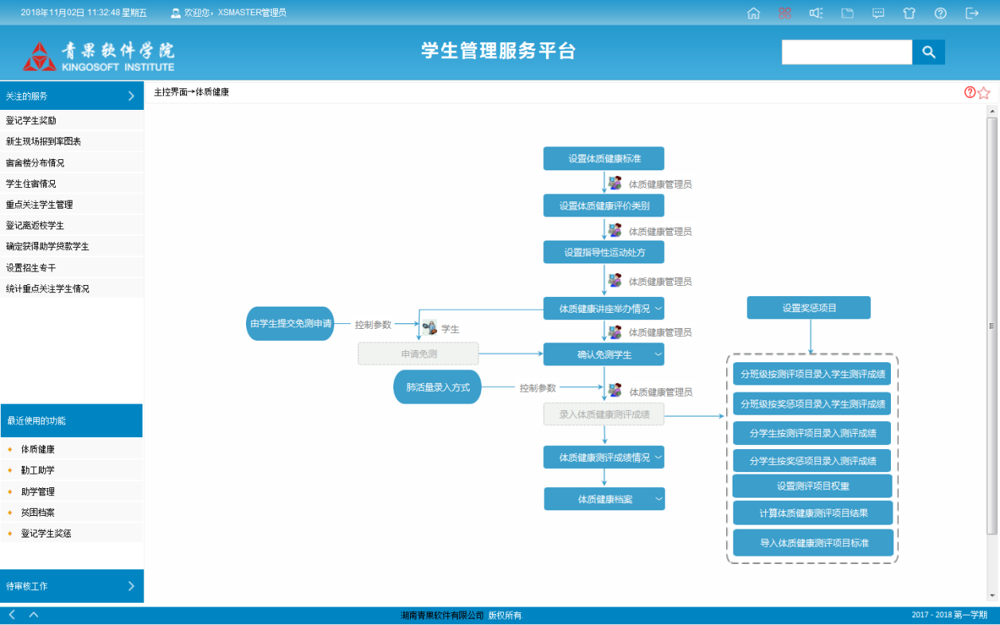 2018年11月02日 11:32:48 星期五
欢迎您，XSMASTER管理员
青果软件学院
KINGOSOFT INSTITUTE
学生管理服务平台
关注的服务
主控界面→体质健康
登记学生奖励
新生现场报到率图表
宿舍楼分布情况
学生住宿情况
重点关注学生管理
登记离返校学生
确定获得助学贷款学生
设置招生专干
统计重点关注学生情况
最近使用的功能
体质健康
勤工助学
助学管理
贫困档案
登记学生奖惩
待审核工作
设置体质健康标准
体质健康管理员
设置体质健康评价类别
体质健康管理员
设置指导性运动处方
体质健康管理员
体质健康讲座举办情况
由学生提交免测申请
控制参数
学生
体质健康管理员
申请免测
确认免测学生
肺活量录入方式
控制参数
体质健康管理员
录入体质健康测评成绩
体质健康测评成绩情况
体质健康档案
设置奖惩项目
分班级按测评项目录入学生测评成绩
分班级按奖惩项目录入学生测评成绩
分学生按测评项目录入测评成绩
分学生按奖惩项目录入测评成绩
设置测评项目权重
计算体质健康测评项目结果
导入体质健康测评项目标准
湖南青果软件有限公司 版权所有
2017 - 2018 第一学期